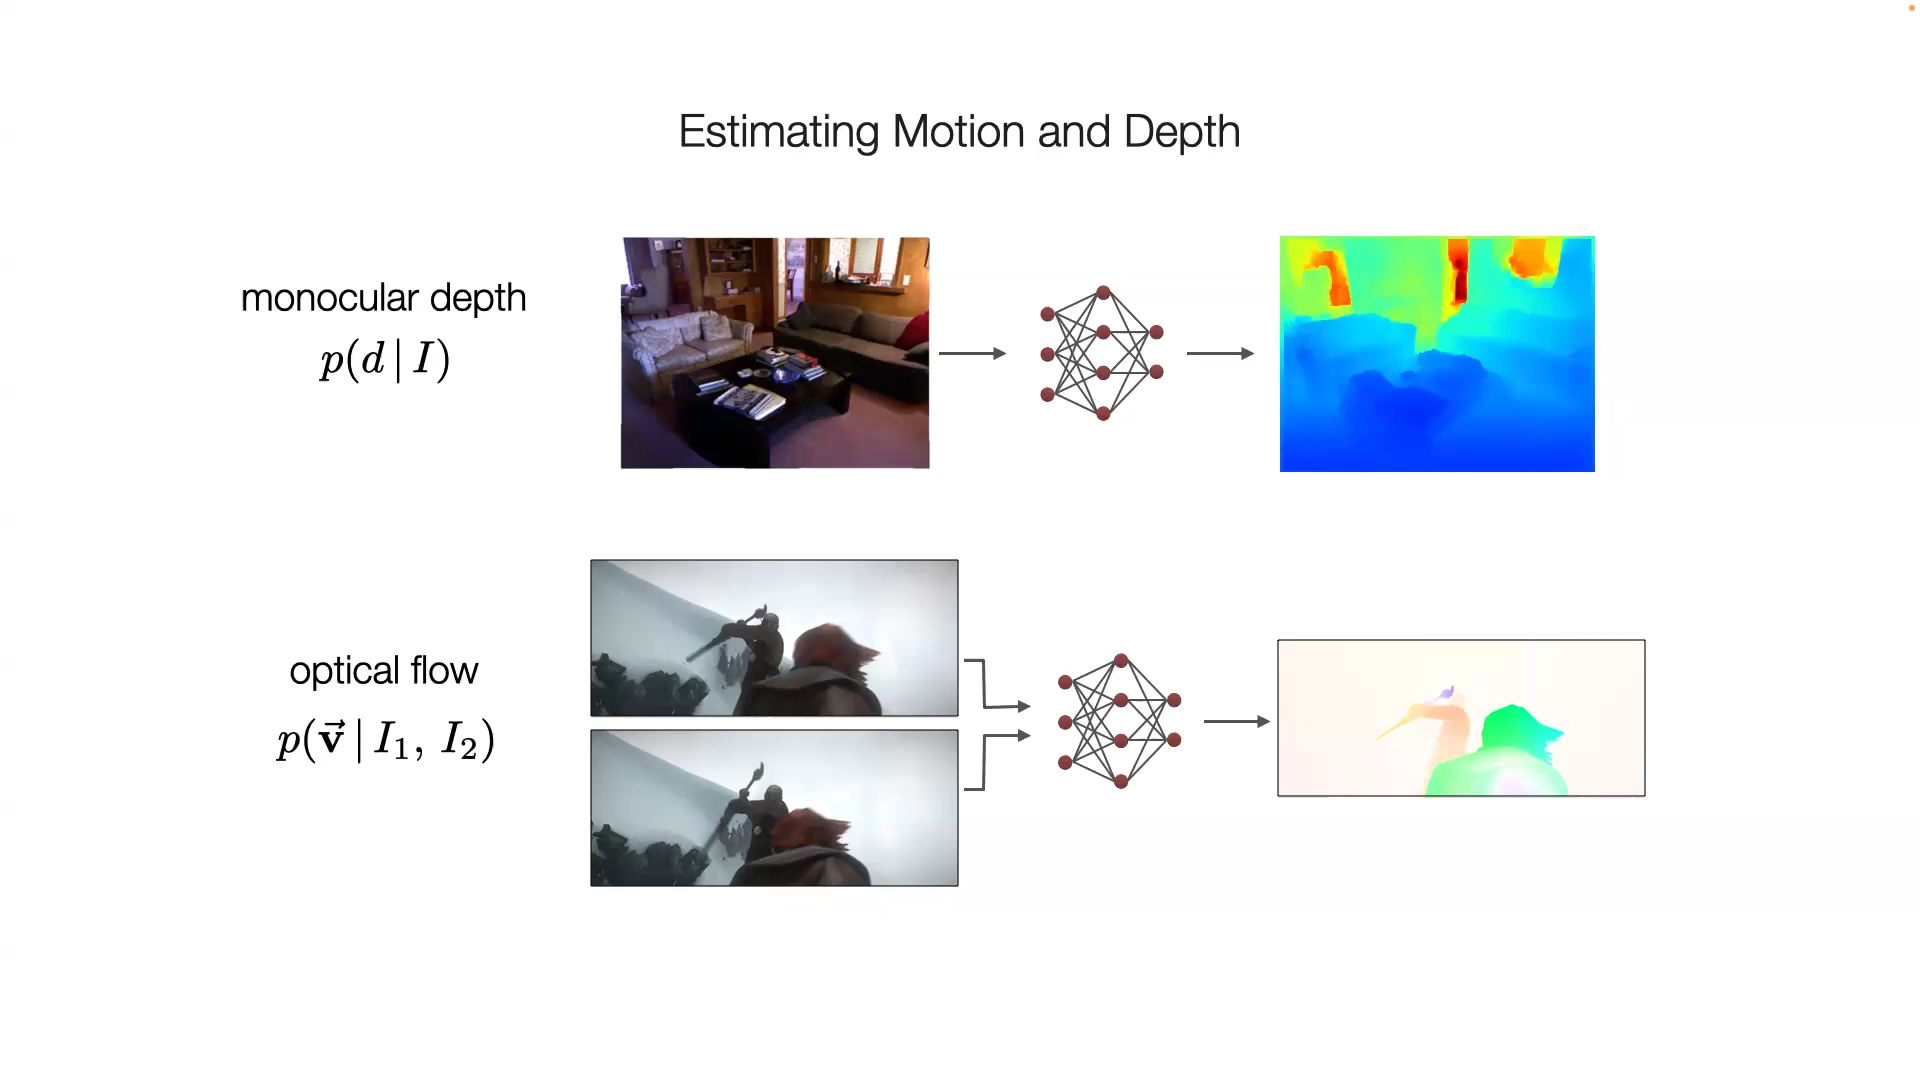 Estimating Motion and Depth
monocular depth
p(d | I)
optical flow
p(v⃗ | I₁, I₂)